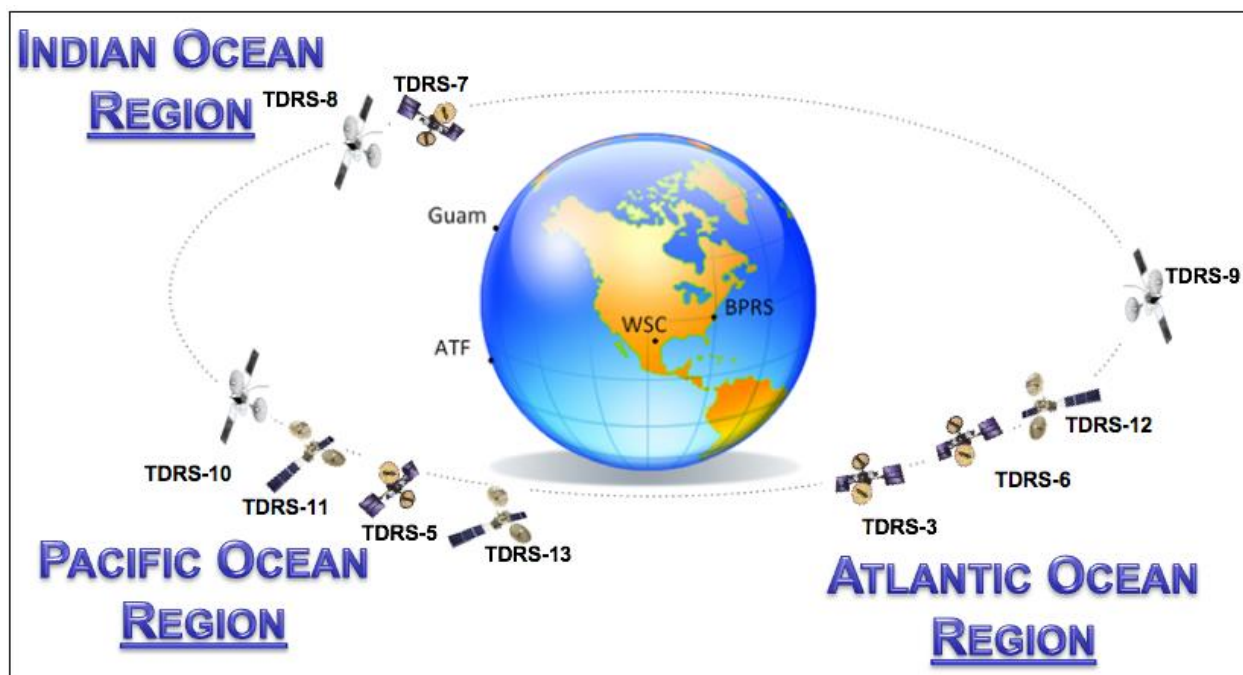 INDIAN OCEAN
REGION
TDRS-8
TDRS-7
Guam
TDRS-9
BPRS
WSC
ATF
TDRS-12
TDRS-10
TDRS-11
TDRS-6
TDRS-5
TDRS-3
TDRS-13
PACIFIC OCEAN
REGION
ATLANTIC OCEAN
REGION